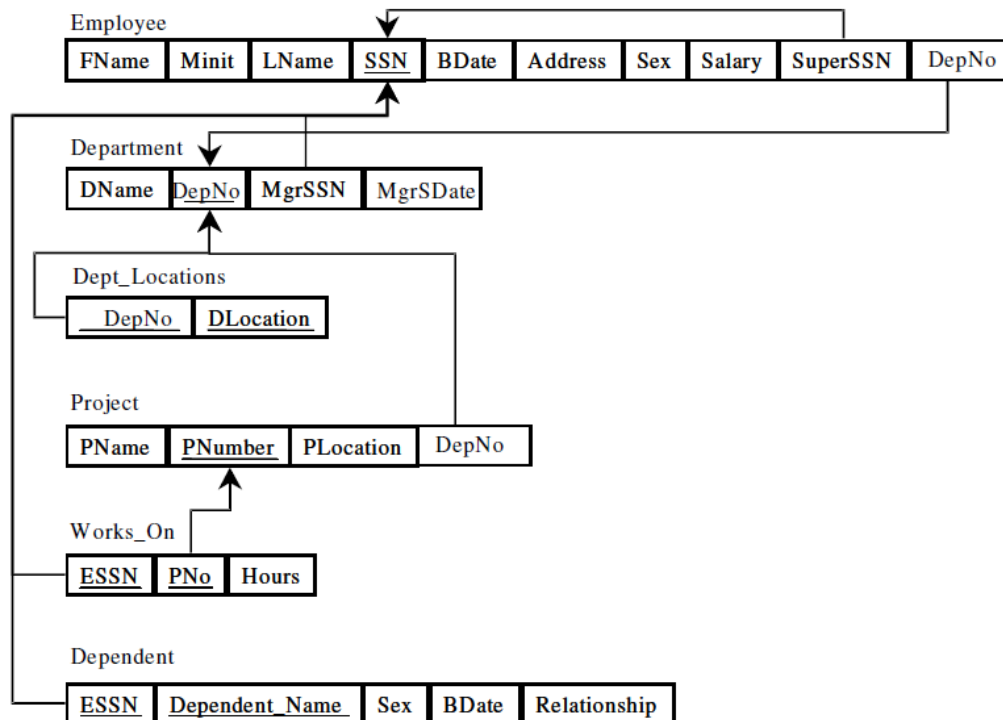 Employee
FName Minit LName SSN BDate Address Sex Salary SuperSSN DepNo
Department
DName DepNo MgrSSN MgrSDate
Dept_Locations
DepNo DLocation
Project
PName PNumber PLocation DepNo
Works_On
ESSN PNo Hours
Dependent
ESSN Dependent_Name Sex BDate Relationship